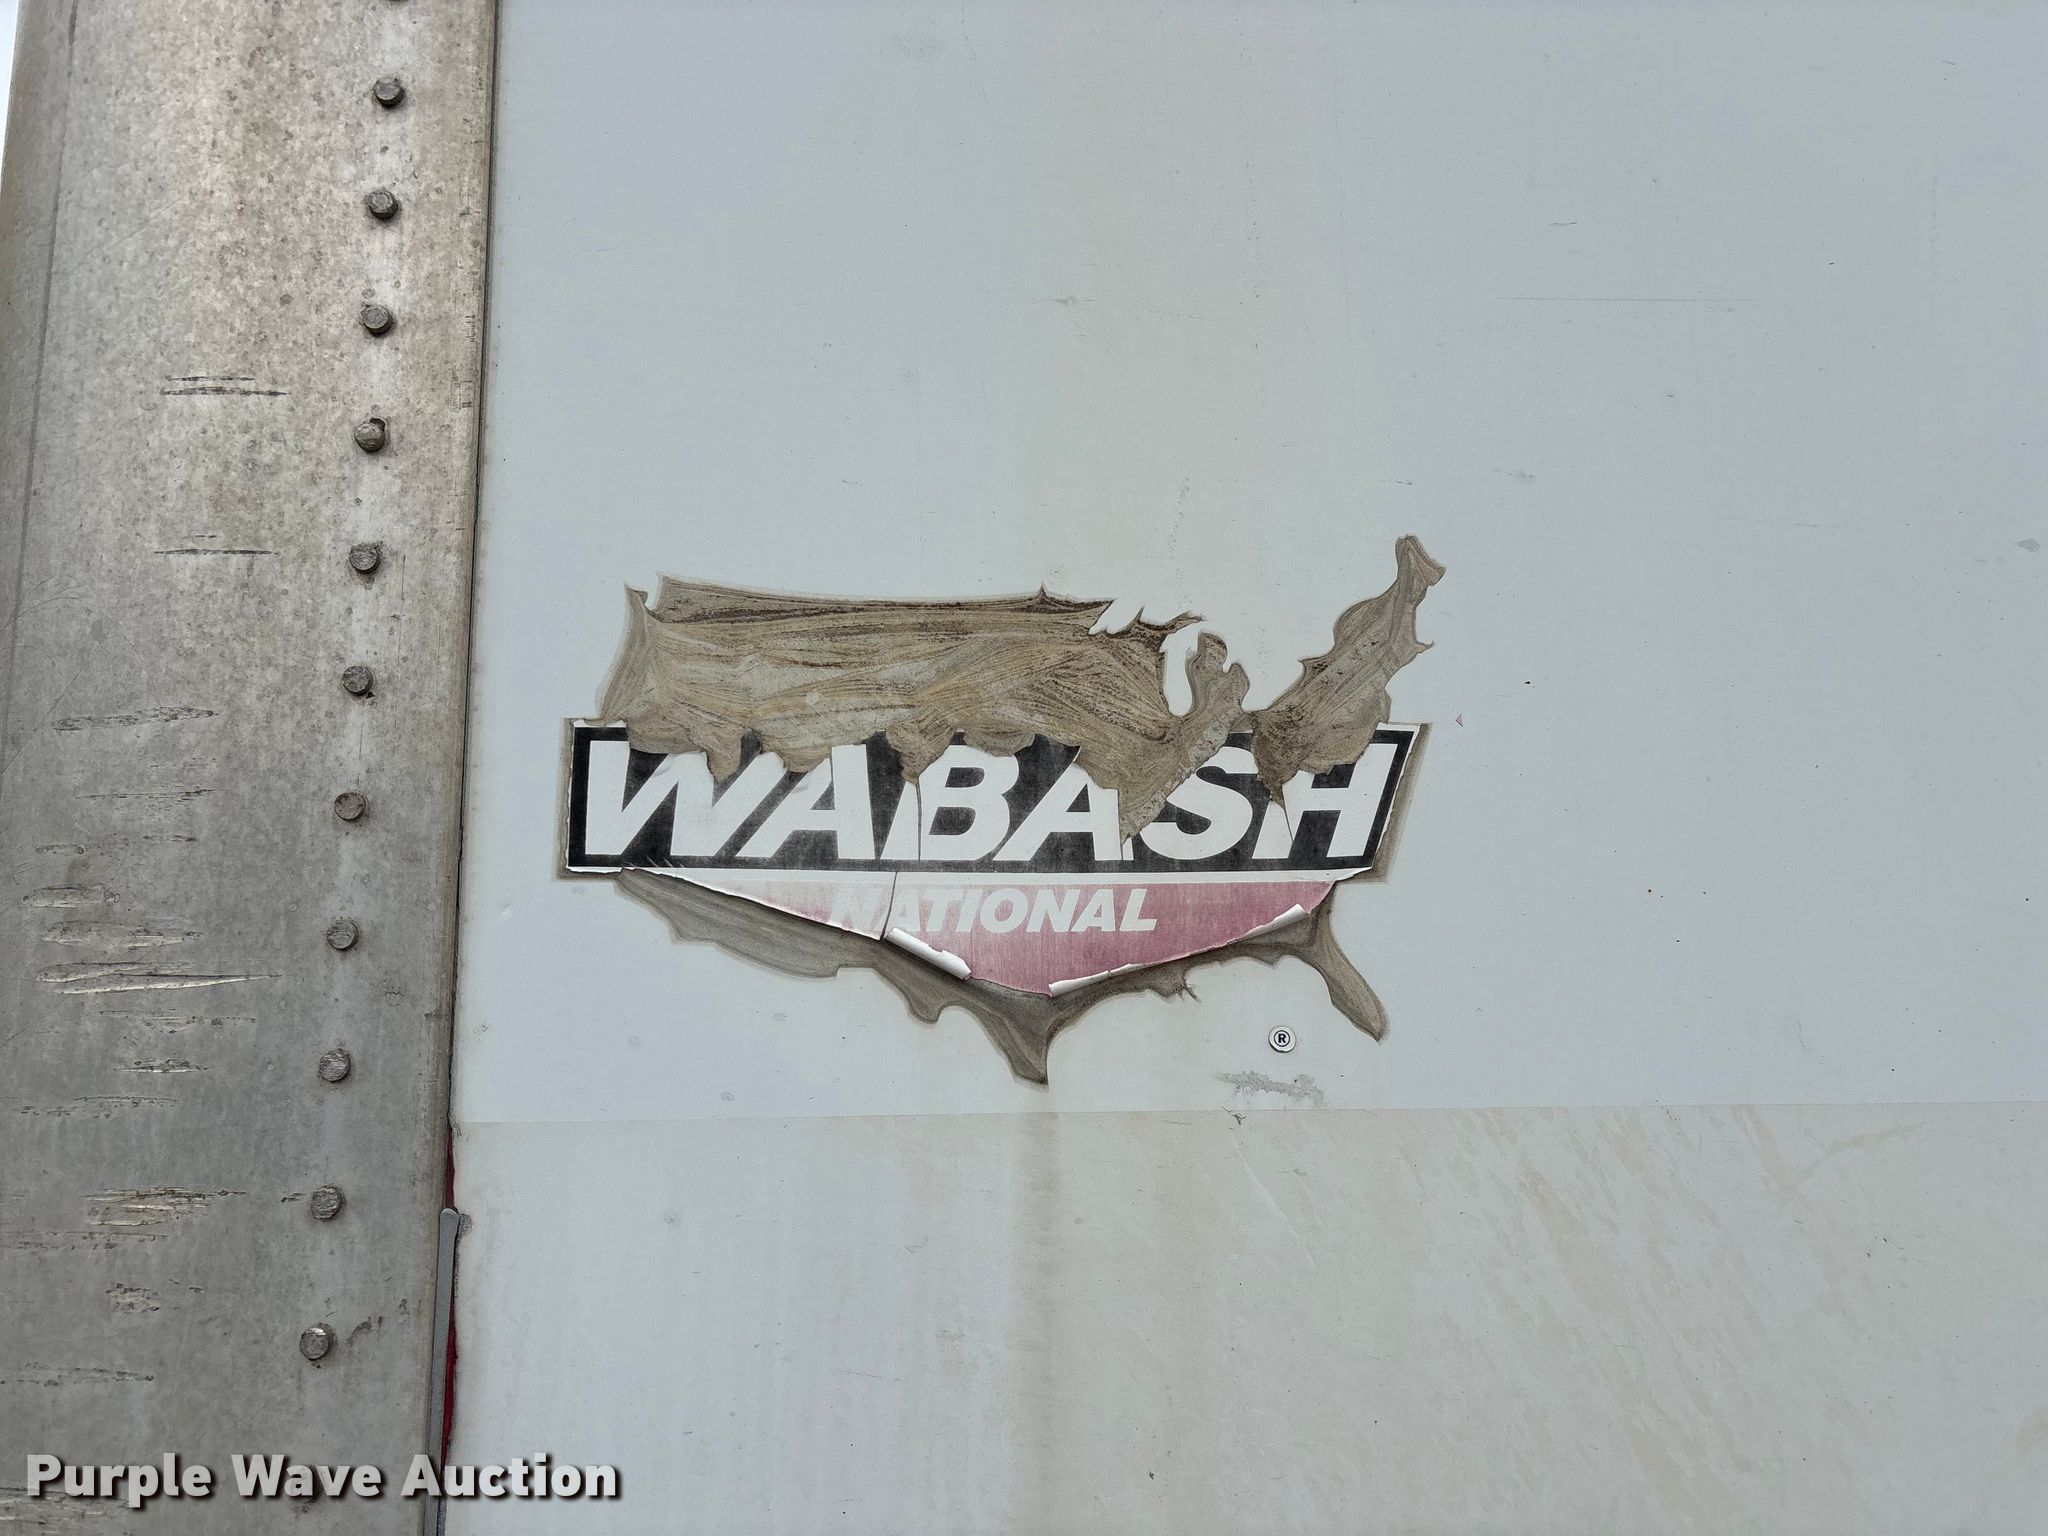 WABASH
NATIONAL
®
Purple Wave Auction